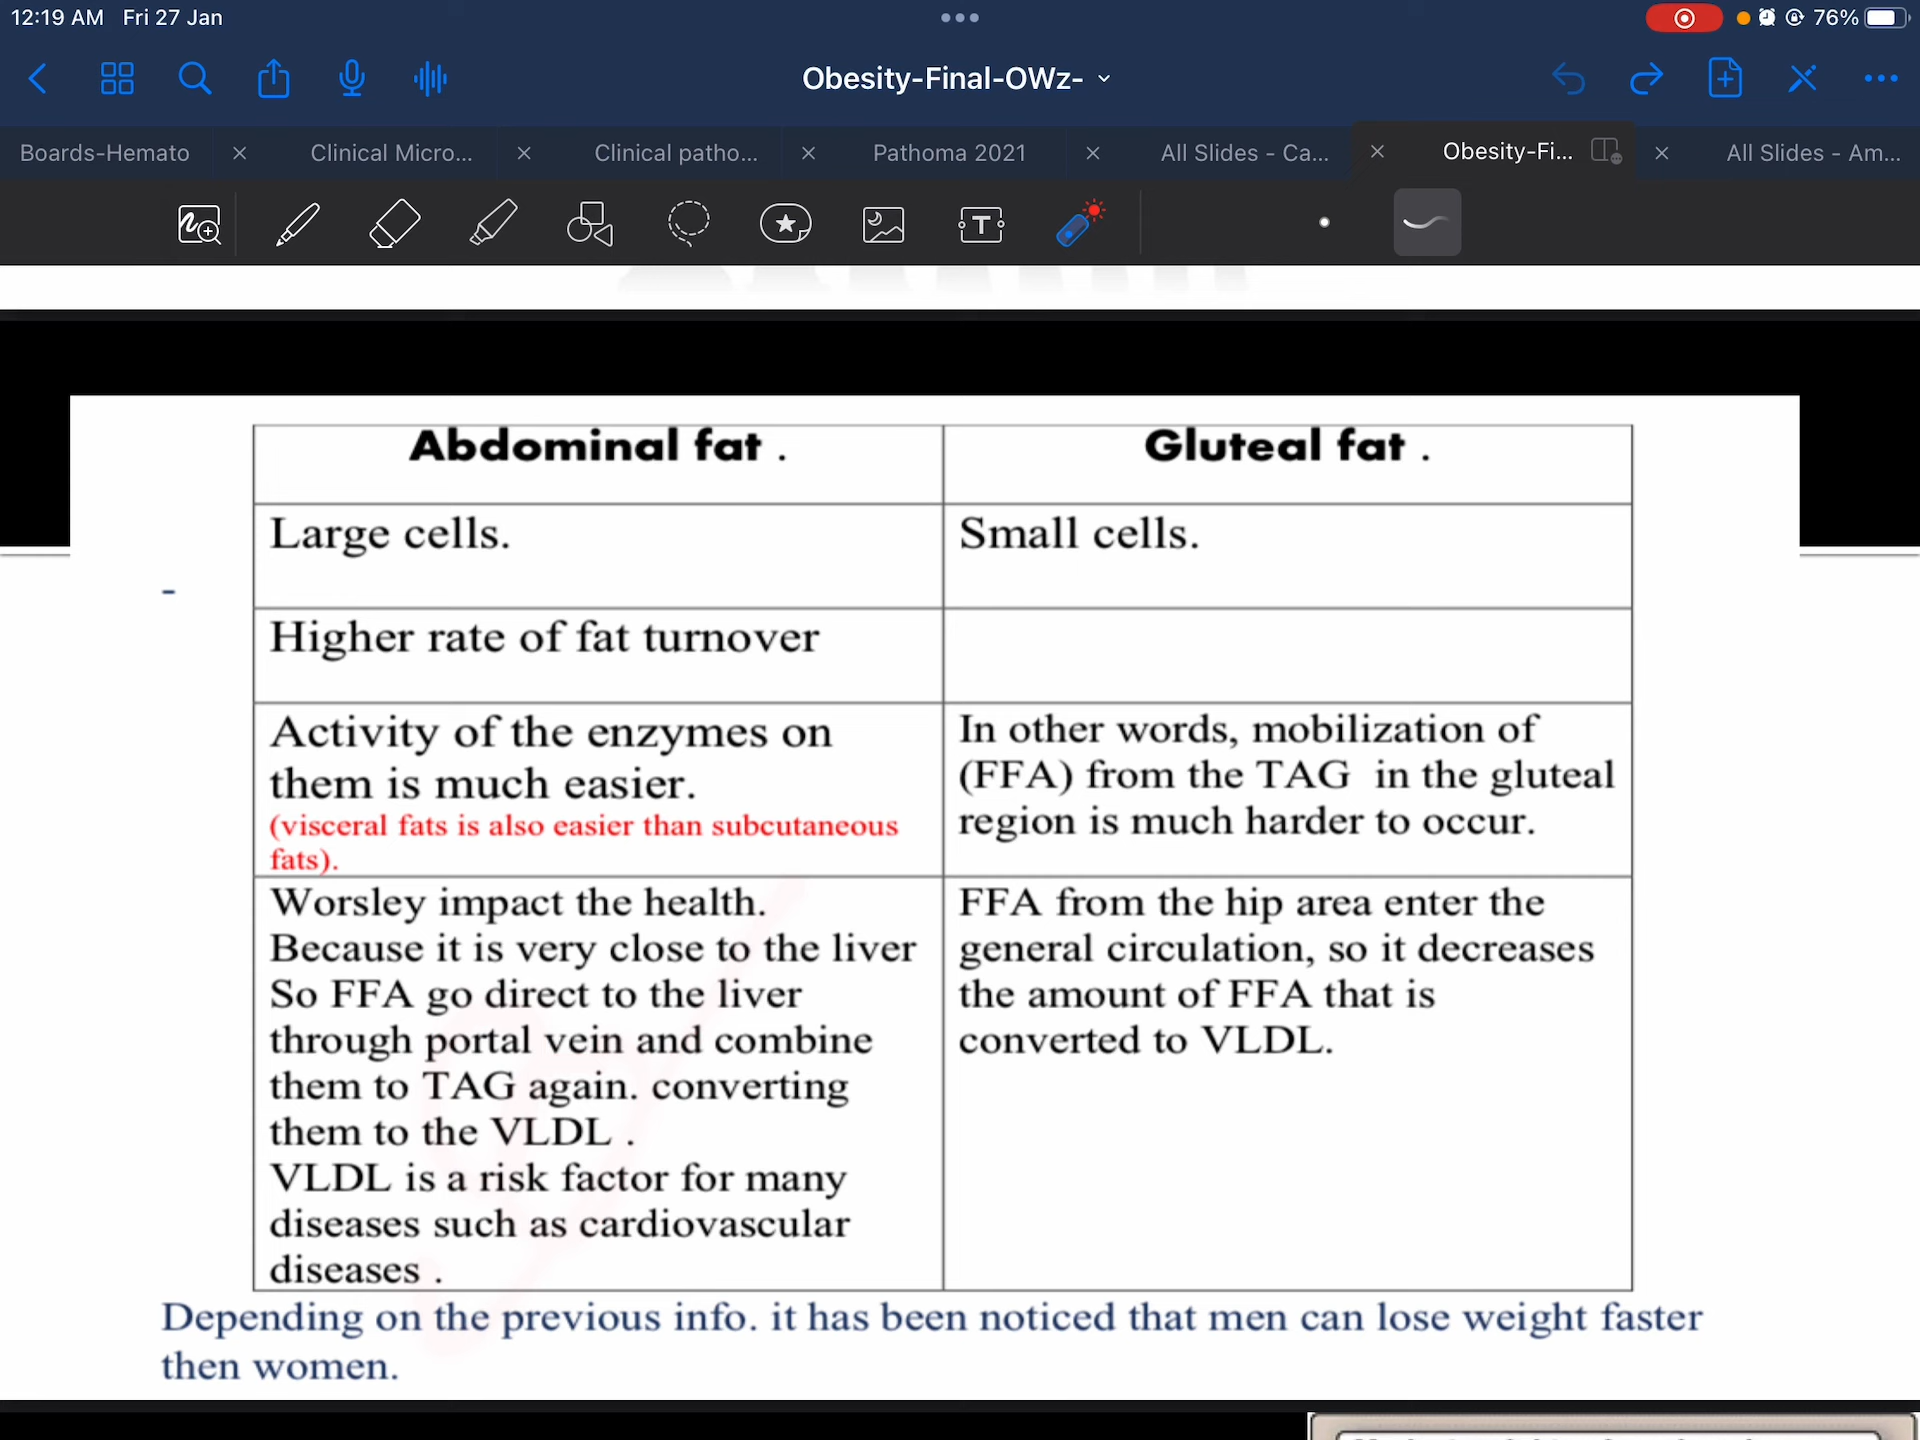 12:19 AM Fri 27 Jan
76%
Obesity-Final-OWz-
Boards-Hemato
Clinical Micro...
Clinical patho...
Pathoma 2021
All Slides - Ca...
Obesity-Fi...
All Slides - Am...
Abdominal fat .
Gluteal fat .
Large cells.
Small cells.
-
Higher rate of fat turnover
Activity of the enzymes on
them is much easier.
(visceral fats is also easier than subcutaneous
fats).
In other words, mobilization of
(FFA) from the TAG in the gluteal
region is much harder to occur.
Worsley impact the health.
Because it is very close to the liver
So FFA go direct to the liver
through portal vein and combine
them to TAG again. converting
them to the VLDL .
VLDL is a risk factor for many
diseases such as cardiovascular
diseases .
FFA from the hip area enter the
general circulation, so it decreases
the amount of FFA that is
converted to VLDL.
Depending on the previous info. it has been noticed that men can lose weight faster
then women.